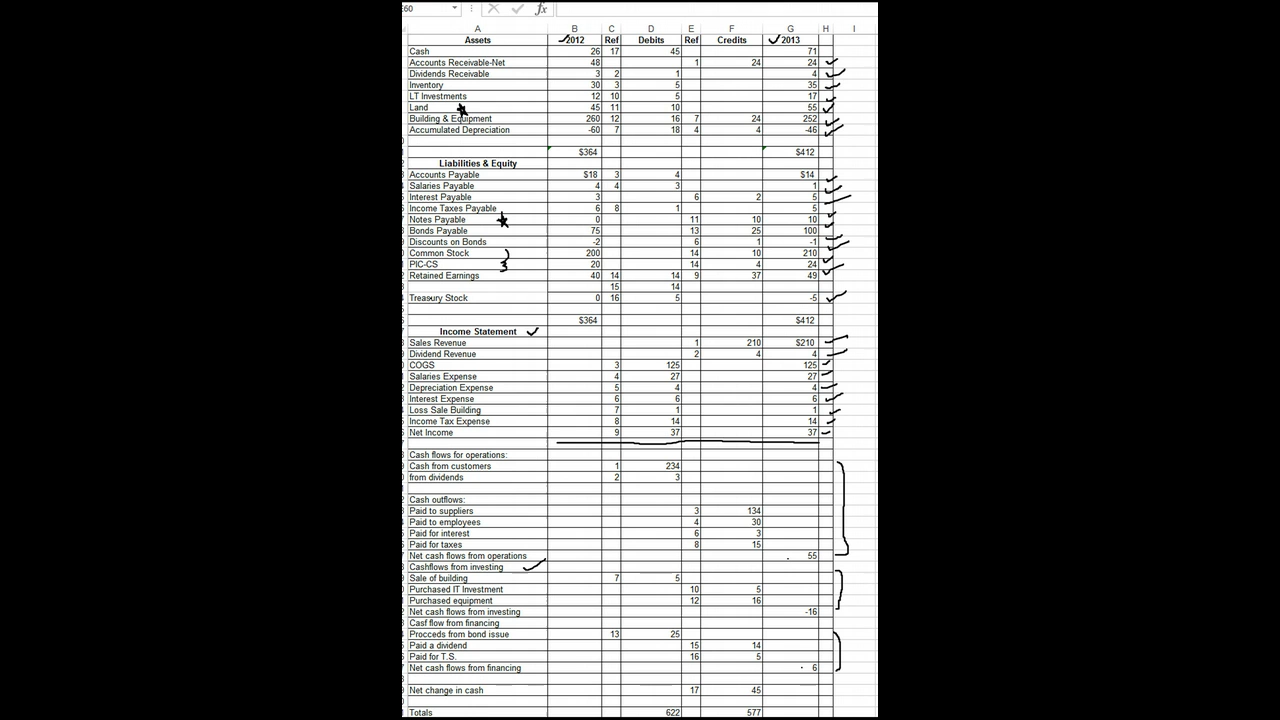 E60 fx
A B C D E F G H I
Assets 2012 Ref Debits Ref Credits 2013
Cash 26 17 45 71
Accounts Receivable-Net 48 1 24 24
Dividends Receivable 3 2 1 4
Inventory 30 3 5 35
LT Investments 12 10 5 17
Land 45 11 10 55
Building & Equipment 260 12 16 7 24 252
Accumulated Depreciation -60 7 18 4 4 -46
$364 $412
Liabilities & Equity
Accounts Payable $18 3 4 $14
Salaries Payable 4 4 3 1
Interest Payable 3 6 2 5
Income Taxes Payable 6 8 1 5
Notes Payable 0 11 10 10
Bonds Payable 75 13 25 100
Discounts on Bonds -2 6 1 -1
Common Stock 200 14 10 210
PIC-CS 20 14 4 24
Retained Earnings 40 14 14 9 37 49
15 14
Treasury Stock 0 16 5 -5
$364 $412
Income Statement
Sales Revenue 1 210 $210
Dividend Revenue 2 4 4
COGS 3 125 125
Salaries Expense 4 27 27
Depreciation Expense 5 4 4
Interest Expense 6 6 6
Loss Sale Building 7 1 1
Income Tax Expense 8 14 14
Net Income 9 37 37
Cash flows for operations:
Cash from customers 1 234
from dividends 2 3
Cash outflows:
Paid to suppliers 3 134
Paid to employees 4 30
Paid for interest 6 3
Paid for taxes 8 15
Net cash flows from operations 55
Cashflows from investing
Sale of building 7 5
Purchased IT Investment 10 5
Purchased equipment 12 16
Net cash flows from investing -16
Casf flow from financing
Procceds from bond issue 13 25
Paid a dividend 15 14
Paid for T.S. 16 5
Net cash flows from financing 6
Net change in cash 17 45
Totals 622 577